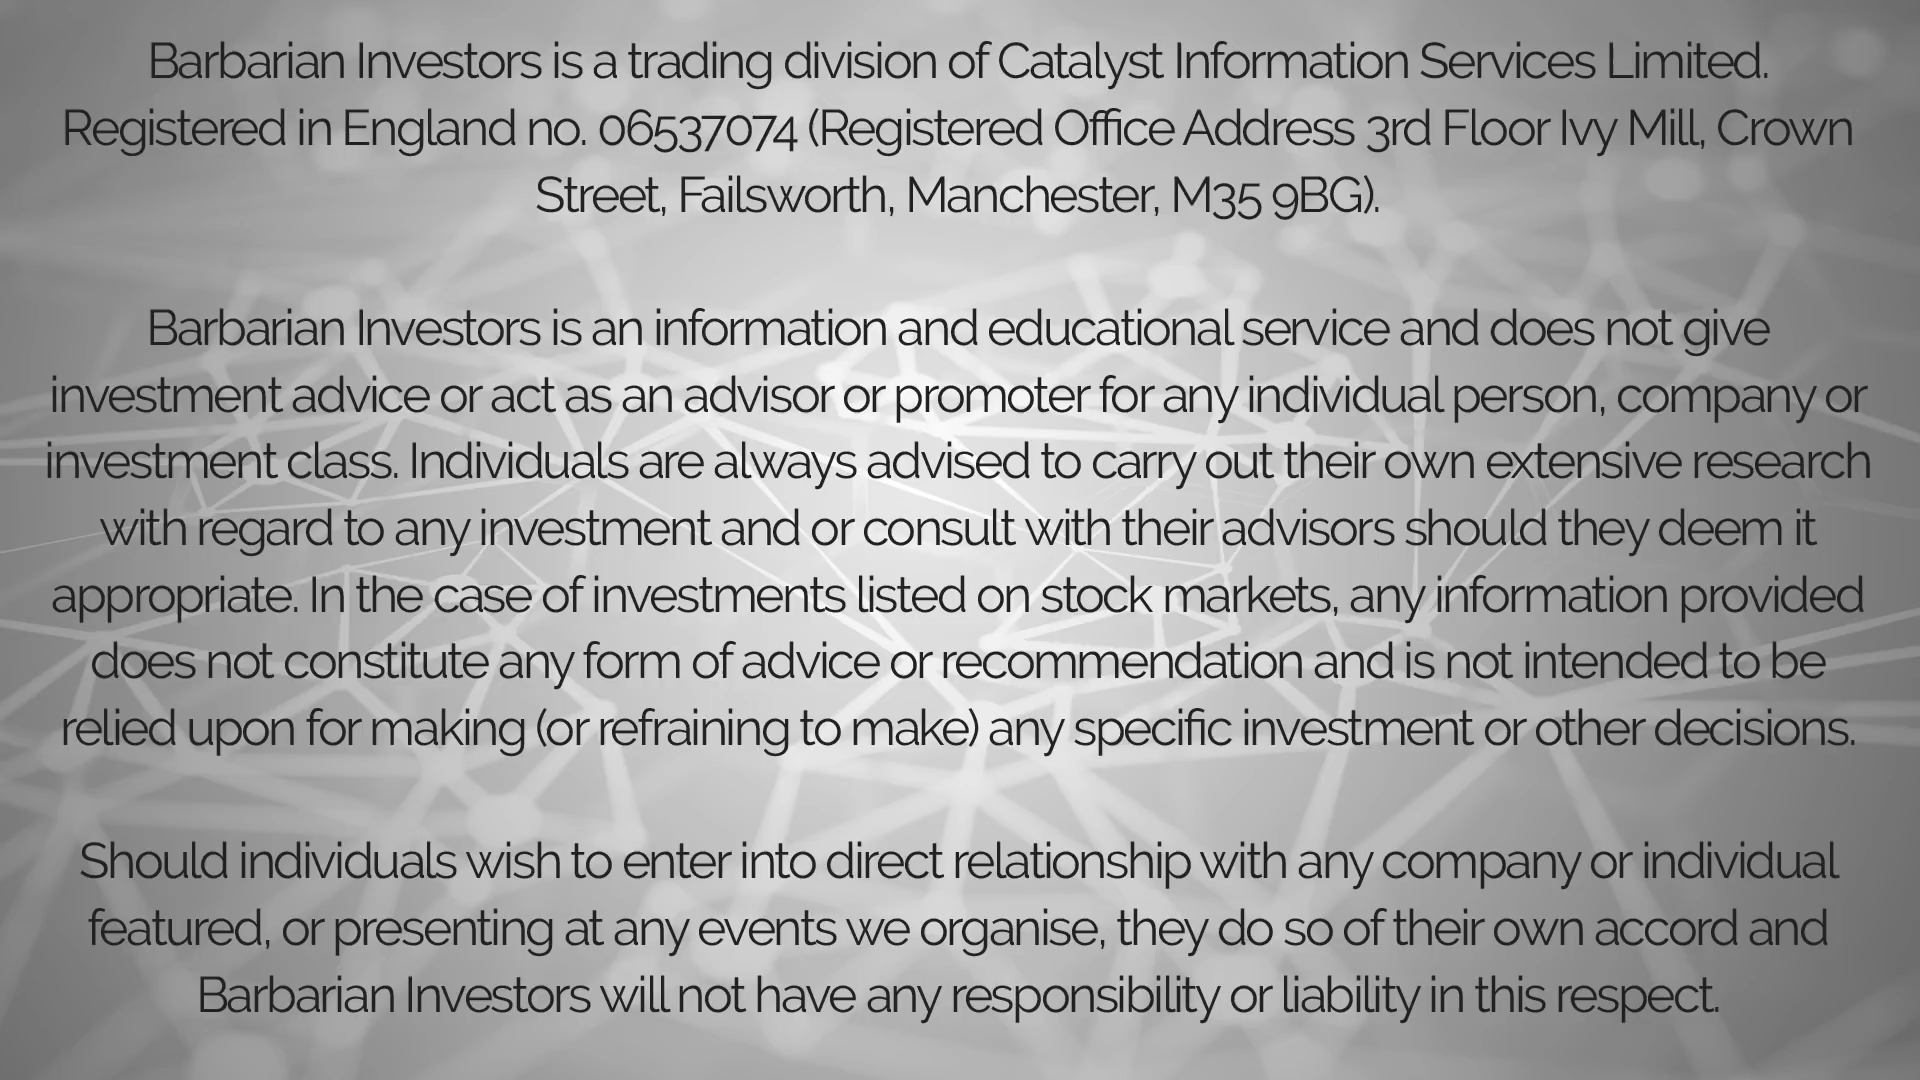 Barbarian Investors is a trading division of Catalyst Information Services Limited.
Registered in England no. 06537074 (Registered Office Address 3rd Floor Ivy Mill, Crown
Street, Failsworth, Manchester, M35 9BG).
Barbarian Investors is an information and educational service and does not give
investment advice or act as an advisor or promoter for any individual person, company or
investment class. Individuals are always advised to carry out their own extensive research
with regard to any investment and or consult with their advisors should they deem it
appropriate. In the case of investments listed on stock markets, any information provided
does not constitute any form of advice or recommendation and is not intended to be
relied upon for making (or refraining to make) any specific investment or other decisions.
Should individuals wish to enter into direct relationship with any company or individual
featured, or presenting at any events we organise, they do so of their own accord and
Barbarian Investors will not have any responsibility or liability in this respect.